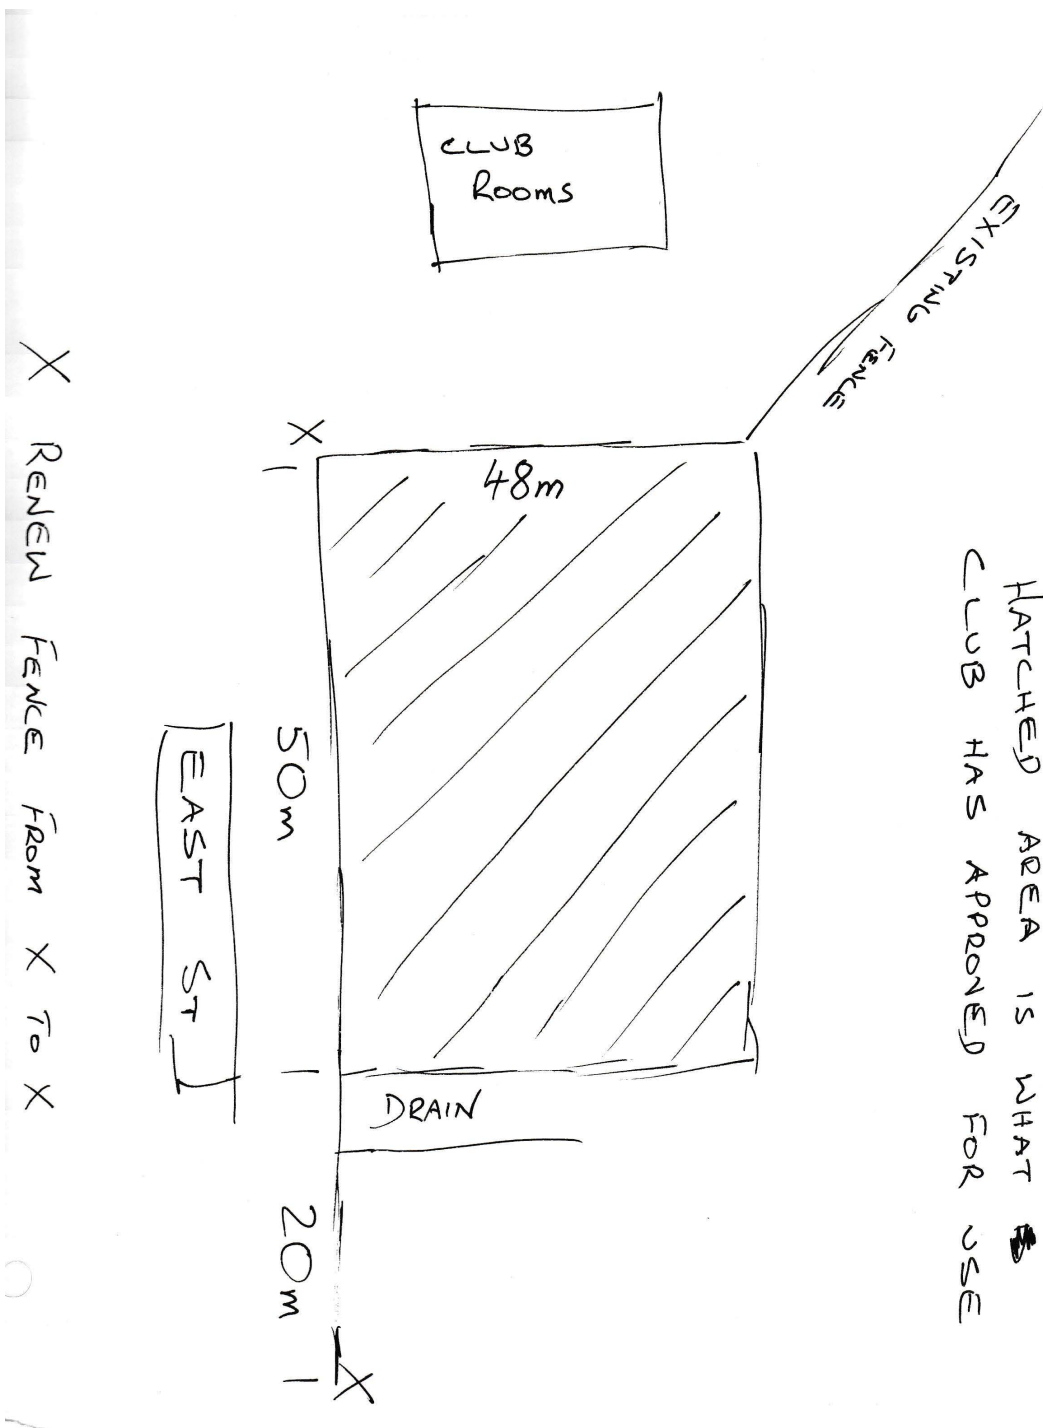 CLUB
ROOMS
EXISTING FENCE
X
48m
50m
EAST ST
DRAIN
20m
X
X RENEW FENCE FROM X TO X
HATCHED AREA IS WHAT
CLUB HAS APPROVED FOR USE